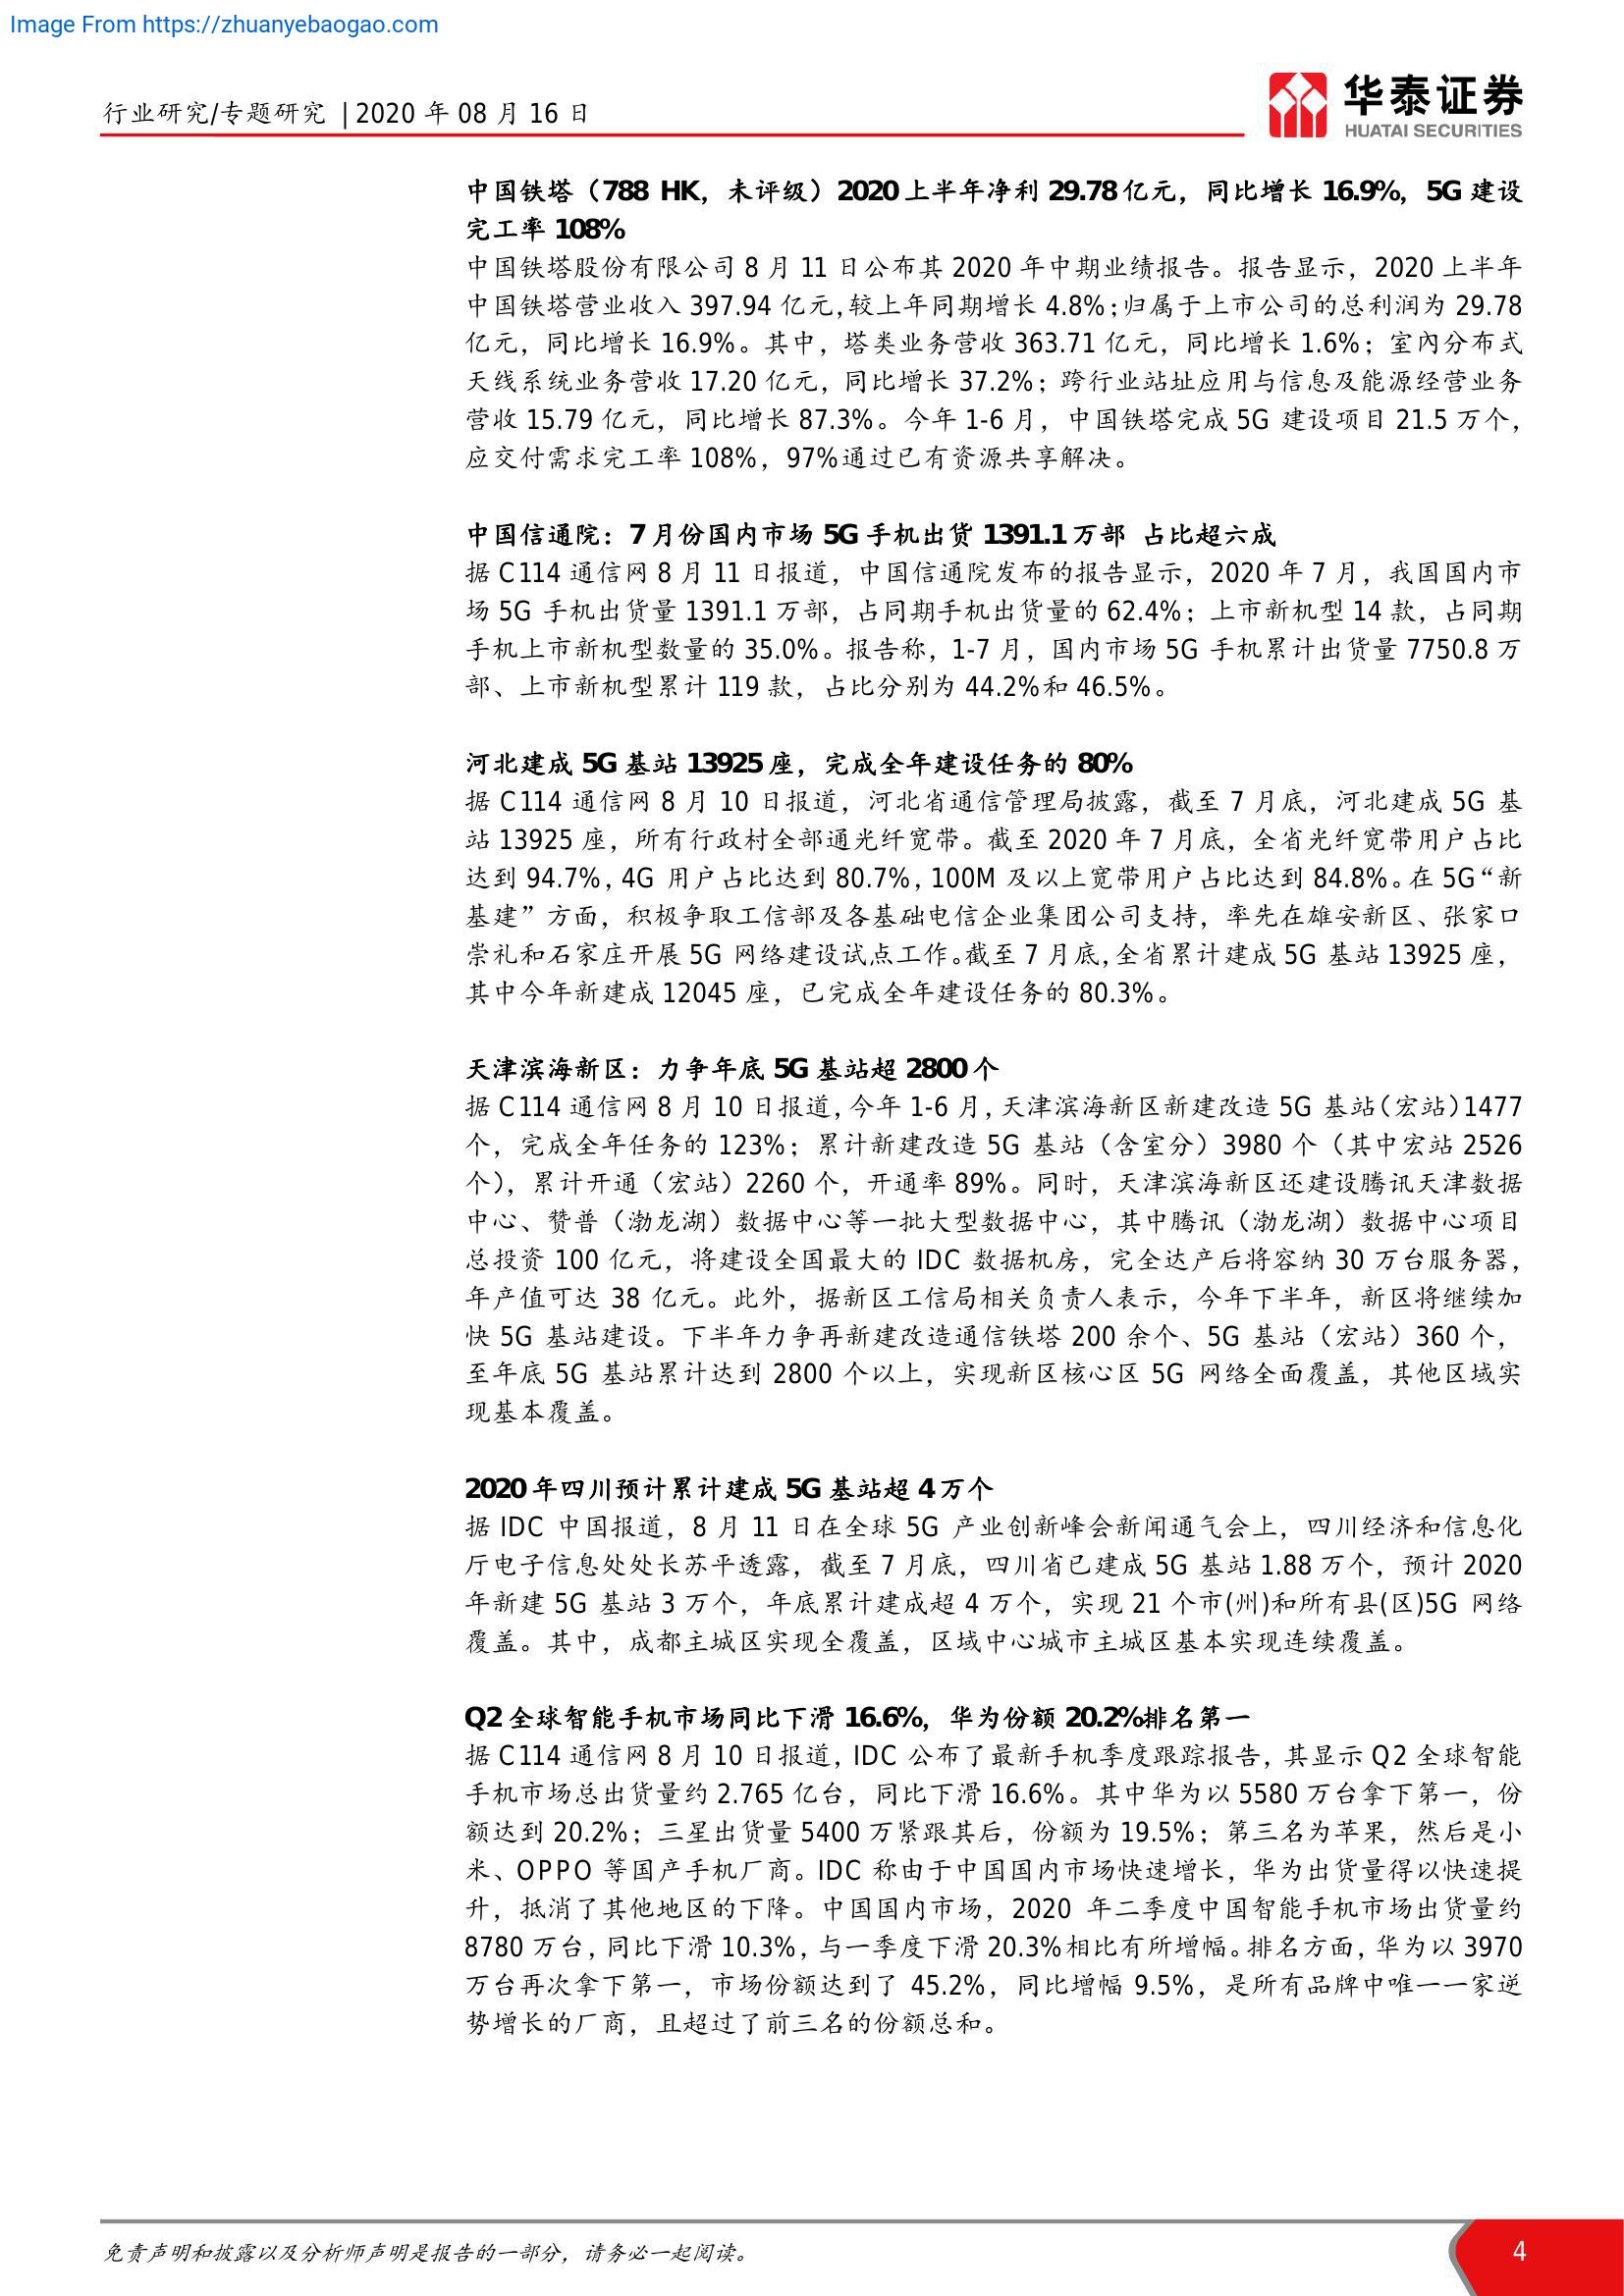 Image From https://zhuanyebaogao.com
行业研究/专题研究 | 2020 年 08 月 16 日
华泰证券
HUATAI SECURITIES
中国铁塔（788 HK，未评级）2020 上半年净利 29.78 亿元，同比增长 16.9%，5G 建设
完工率 108%
中国铁塔股份有限公司 8 月 11 日公布其 2020 年中期业绩报告。报告显示，2020 上半年
中国铁塔营业收入 397.94 亿元,较上年同期增长 4.8%;归属于上市公司的总利润为 29.78
亿元，同比增长 16.9%。其中，塔类业务营收 363.71 亿元，同比增长 1.6%；室内分布式
天线系统业务营收 17.20 亿元，同比增长 37.2%；跨行业站址应用与信息及能源经营业务
营收 15.79 亿元，同比增长 87.3%。今年 1-6 月，中国铁塔完成 5G 建设项目 21.5 万个，
应交付需求完工率 108%，97%通过已有资源共享解决。
中国信通院：7 月份国内市场 5G 手机出货 1391.1 万部 占比超六成
据 C114 通信网 8 月 11 日报道，中国信通院发布的报告显示，2020 年 7 月，我国国内市
场 5G 手机出货量 1391.1 万部，占同期手机出货量的 62.4%；上市新机型 14 款，占同期
手机上市新机型数量的 35.0%。报告称，1-7 月，国内市场 5G 手机累计出货量 7750.8 万
部、上市新机型累计 119 款，占比分别为 44.2%和 46.5%。
河北建成 5G 基站 13925 座，完成全年建设任务的 80%
据 C114 通信网 8 月 10 日报道，河北省通信管理局披露，截至 7 月底，河北建成 5G 基
站 13925 座，所有行政村全部通光纤宽带。截至 2020 年 7 月底，全省光纤宽带用户占比
达到 94.7%，4G 用户占比达到 80.7%，100M 及以上宽带用户占比达到 84.8%。在 5G“新
基建”方面，积极争取工信部及各基础电信企业集团公司支持，率先在雄安新区、张家口
崇礼和石家庄开展 5G 网络建设试点工作。截至 7 月底，全省累计建成 5G 基站 13925 座，
其中今年新建成 12045 座，已完成全年建设任务的 80.3%。
天津滨海新区：力争年底 5G 基站超 2800 个
据 C114 通信网 8 月 10 日报道，今年 1-6 月，天津滨海新区新建改造 5G 基站（宏站）1477
个，完成全年任务的 123%；累计新建改造 5G 基站（含室分）3980 个（其中宏站 2526
个），累计开通（宏站）2260 个，开通率 89%。同时，天津滨海新区还建设腾讯天津数据
中心、赞普（渤龙湖）数据中心等一批大型数据中心，其中腾讯（渤龙湖）数据中心项目
总投资 100 亿元，将建设全国最大的 IDC 数据机房，完全达产后将容纳 30 万台服务器，
年产值可达 38 亿元。此外，据新区工信局相关负责人表示，今年下半年，新区将继续加
快 5G 基站建设。下半年力争再新建改造通信铁塔 200 余个、5G 基站（宏站）360 个，
至年底 5G 基站累计达到 2800 个以上，实现新区核心区 5G 网络全面覆盖，其他区域实
现基本覆盖。
2020 年四川预计累计建成 5G 基站超 4 万个
据 IDC 中国报道，8 月 11 日在全球 5G 产业创新峰会新闻通气会上，四川经济和信息化
厅电子信息处处长苏平透露，截至 7 月底，四川省已建成 5G 基站 1.88 万个，预计 2020
年新建 5G 基站 3 万个，年底累计建成超 4 万个，实现 21 个市(州)和所有县(区)5G 网络
覆盖。其中，成都主城区实现全覆盖，区域中心城市主城区基本实现连续覆盖。
Q2 全球智能手机市场同比下滑 16.6%，华为份额 20.2%排名第一
据 C114 通信网 8 月 10 日报道，IDC 公布了最新手机季度跟踪报告，其显示 Q2 全球智能
手机市场总出货量约 2.765 亿台，同比下滑 16.6%。其中华为以 5580 万台拿下第一，份
额达到 20.2%；三星出货量 5400 万紧跟其后，份额为 19.5%；第三名为苹果，然后是小
米、OPPO 等国产手机厂商。IDC 称由于中国国内市场快速增长，华为出货量得以快速提
升，抵消了其他地区的下降。中国国内市场，2020 年二季度中国智能手机市场出货量约
8780 万台，同比下滑 10.3%，与一季度下滑 20.3%相比有所增幅。排名方面，华为以 3970
万台再次拿下第一，市场份额达到了 45.2%，同比增幅 9.5%，是所有品牌中唯一一家逆
势增长的厂商，且超过了前三名的份额总和。
免责声明和披露以及分析师声明是报告的一部分，请务必一起阅读。
4